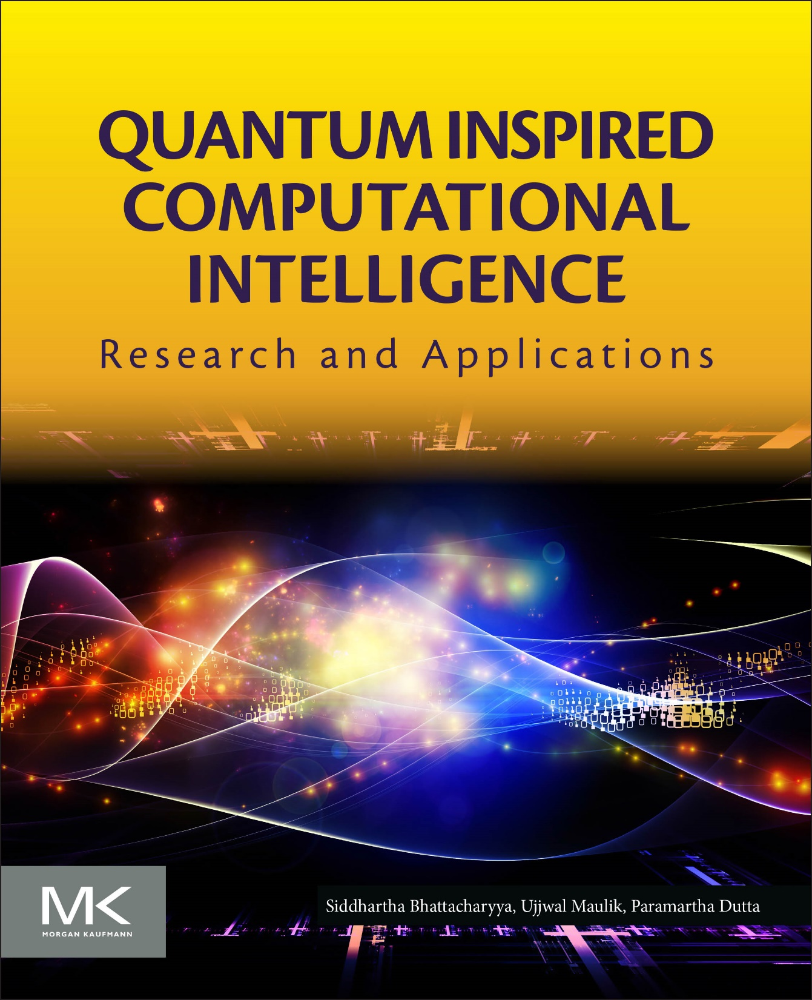 QUANTUM INSPIRED
COMPUTATIONAL
INTELLIGENCE
Research and Applications
Siddhartha Bhattacharyya, Ujjwal Maulik, Paramartha Dutta
MK
MORGAN KAUFMANN